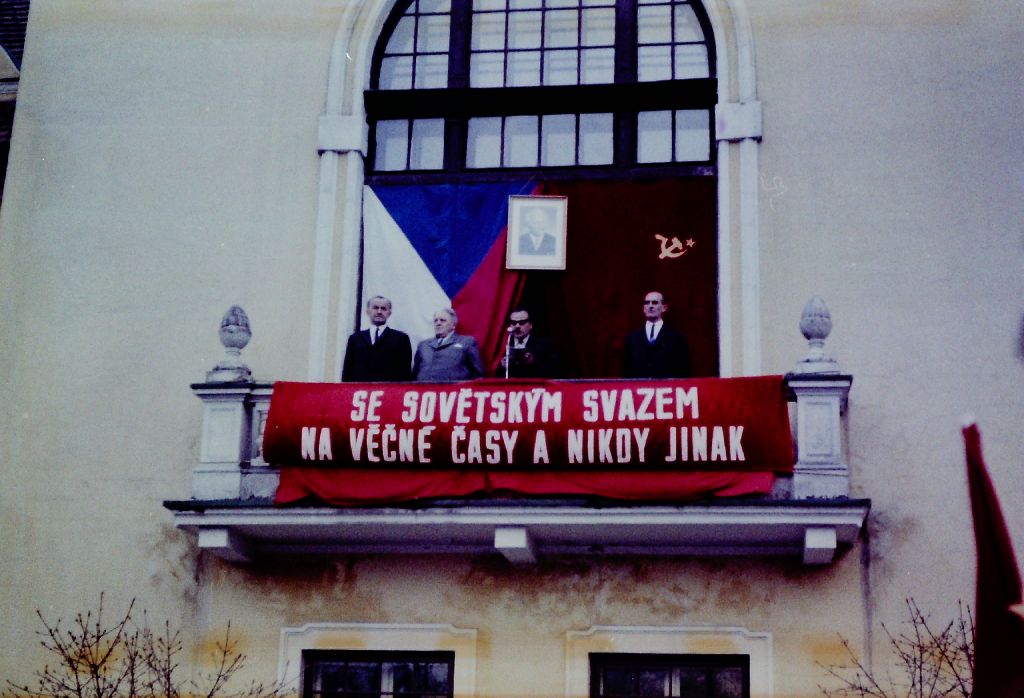 SE SOVĚTSKÝM SVAZEM
NA VĚČNÉ ČASY A NIKDY JINAK